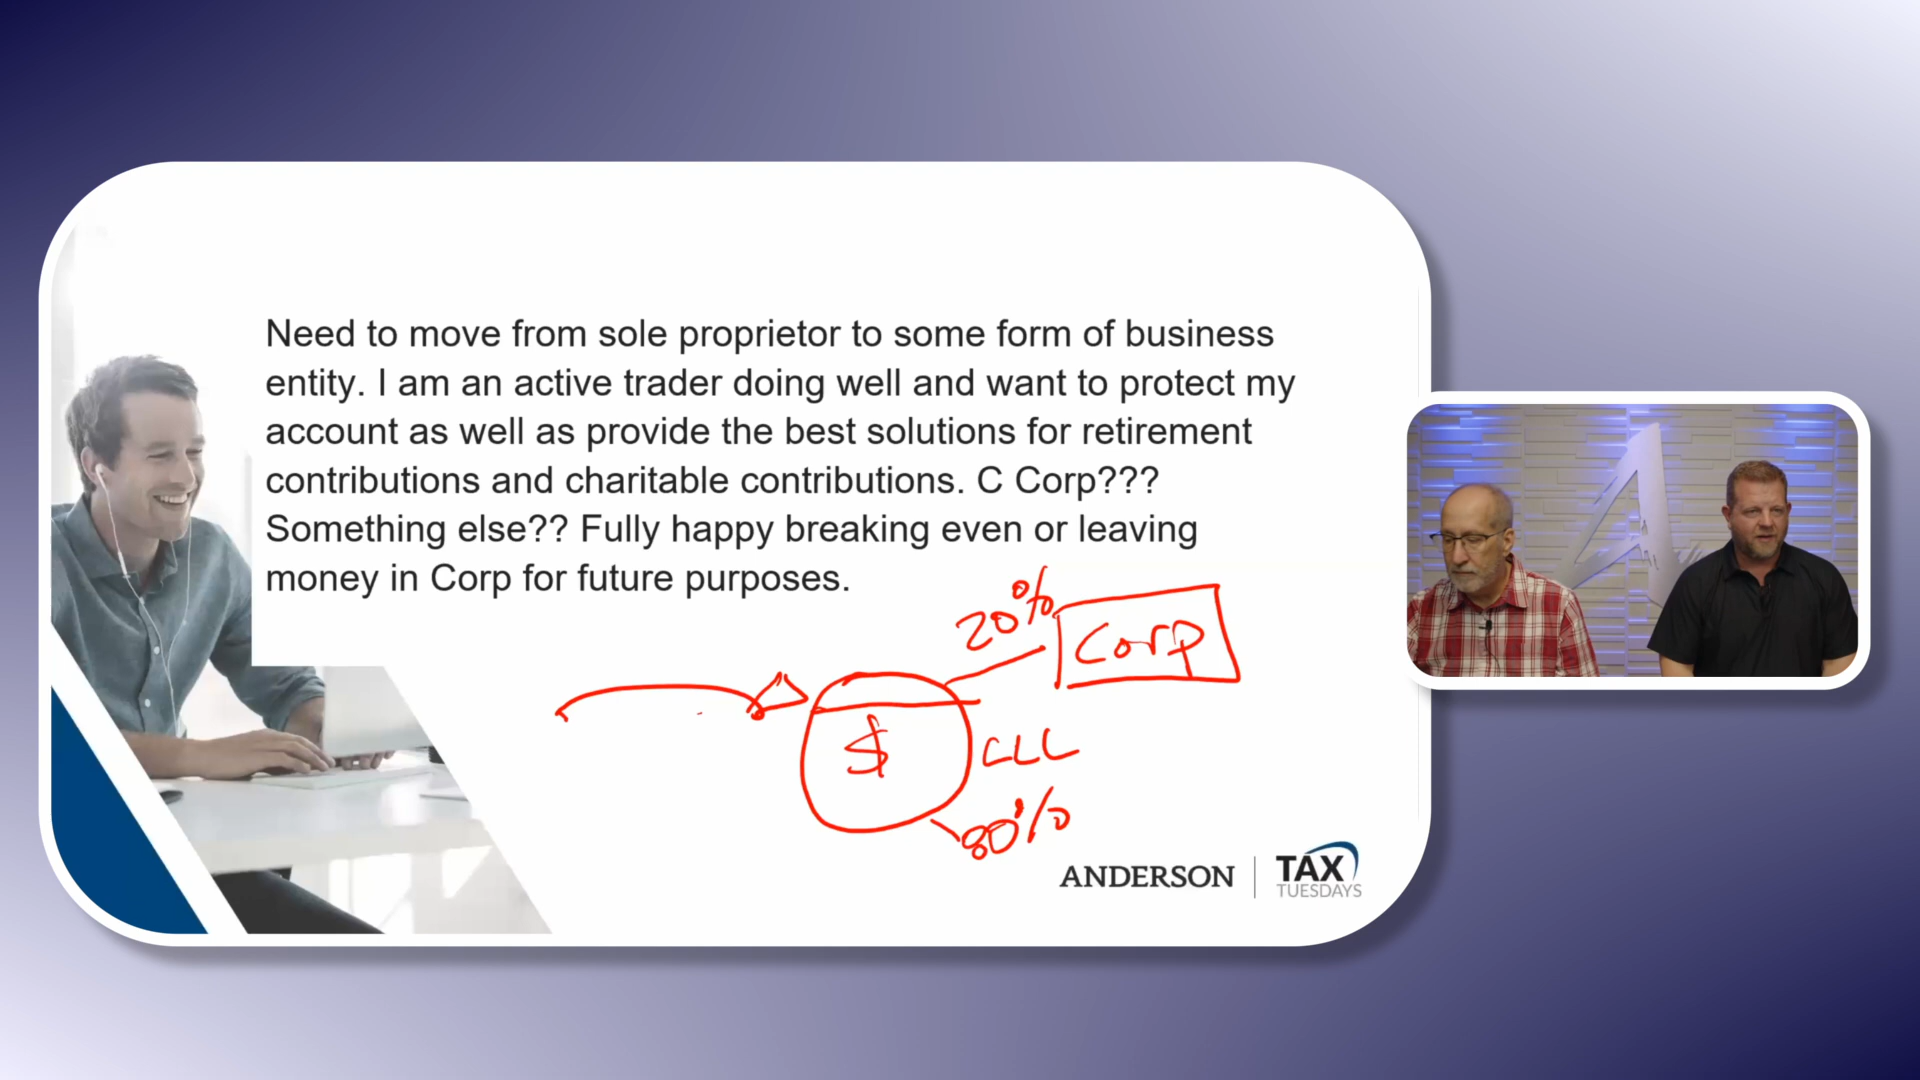 Need to move from sole proprietor to some form of business
entity. I am an active trader doing well and want to protect my
account as well as provide the best solutions for retirement
contributions and charitable contributions. C Corp???
Something else?? Fully happy breaking even or leaving
money in Corp for future purposes.
20%
Corp
$
LLC
80%
ANDERSON
TAX
TUESDAYS